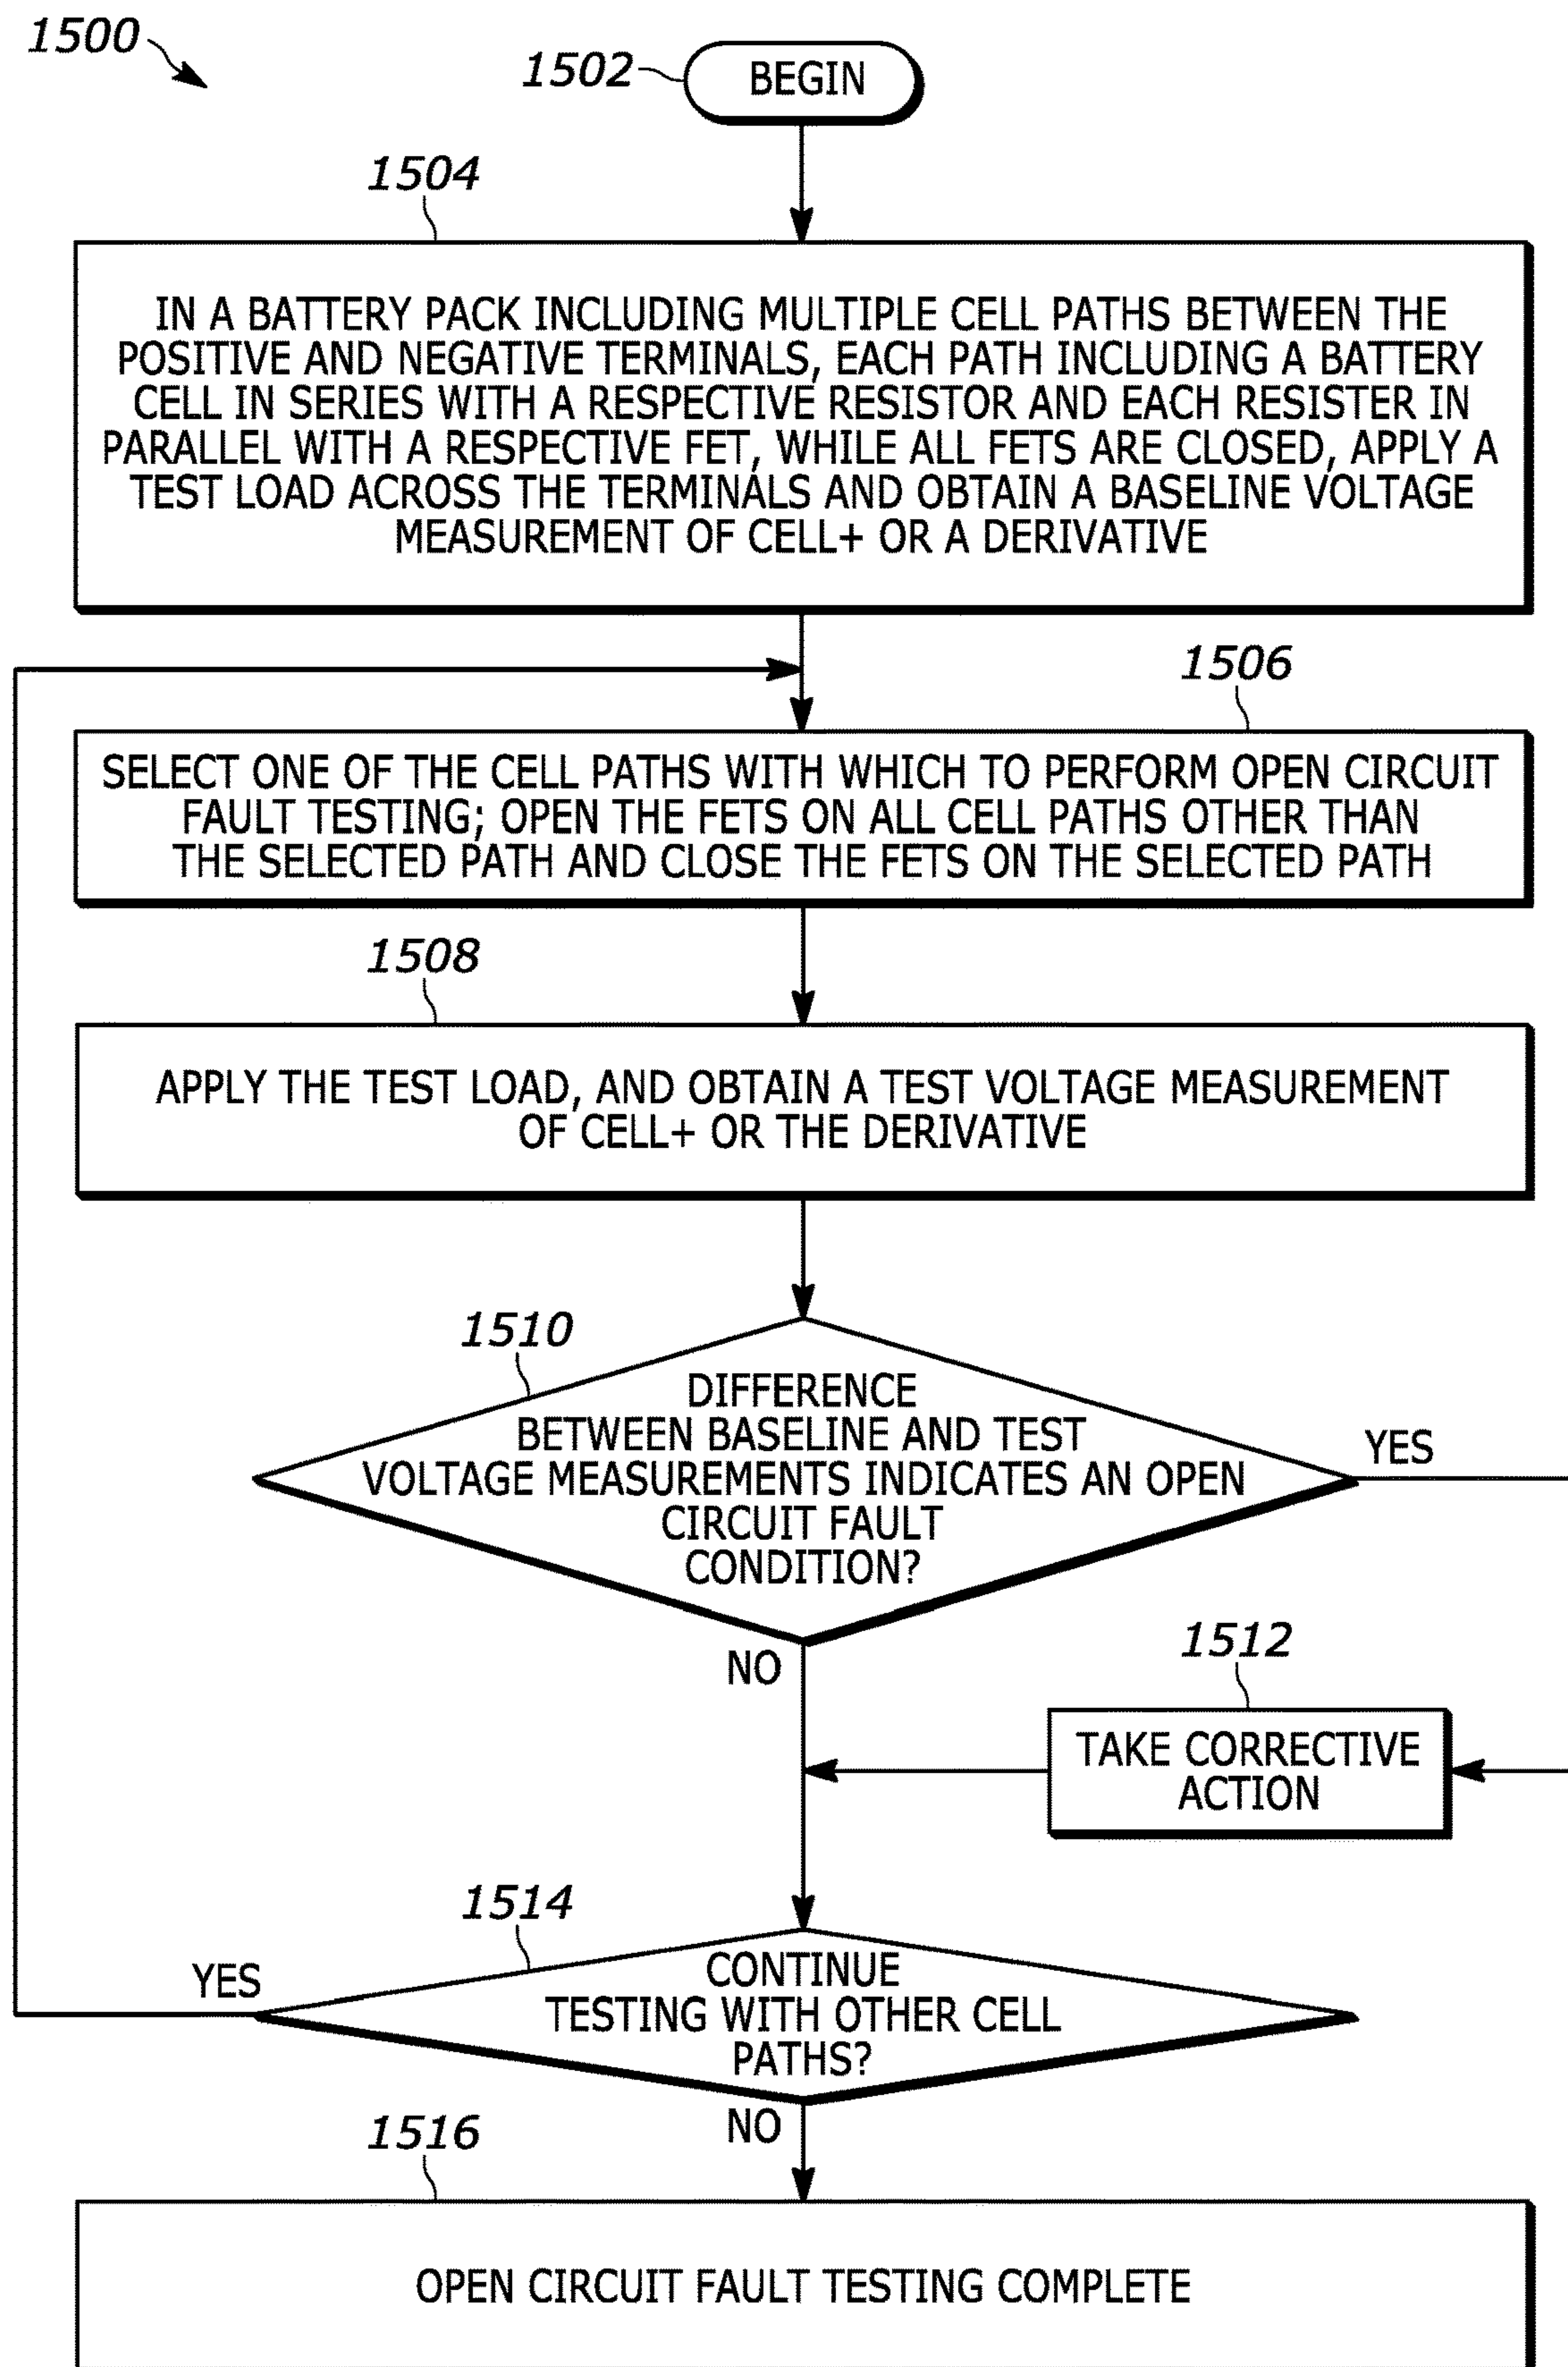 1500
1502
BEGIN
1504
IN A BATTERY PACK INCLUDING MULTIPLE CELL PATHS BETWEEN THE
POSITIVE AND NEGATIVE TERMINALS, EACH PATH INCLUDING A BATTERY
CELL IN SERIES WITH A RESPECTIVE RESISTOR AND EACH RESISTER IN
PARALLEL WITH A RESPECTIVE FET, WHILE ALL FETS ARE CLOSED, APPLY A
TEST LOAD ACROSS THE TERMINALS AND OBTAIN A BASELINE VOLTAGE
MEASUREMENT OF CELL+ OR A DERIVATIVE
1506
SELECT ONE OF THE CELL PATHS WITH WHICH TO PERFORM OPEN CIRCUIT
FAULT TESTING; OPEN THE FETS ON ALL CELL PATHS OTHER THAN
THE SELECTED PATH AND CLOSE THE FETS ON THE SELECTED PATH
1508
APPLY THE TEST LOAD, AND OBTAIN A TEST VOLTAGE MEASUREMENT
OF CELL+ OR THE DERIVATIVE
1510
DIFFERENCE
BETWEEN BASELINE AND TEST
VOLTAGE MEASUREMENTS INDICATES AN OPEN
CIRCUIT FAULT
CONDITION?
YES
NO
1512
TAKE CORRECTIVE
ACTION
1514
CONTINUE
TESTING WITH OTHER CELL
PATHS?
YES
NO
1516
OPEN CIRCUIT FAULT TESTING COMPLETE